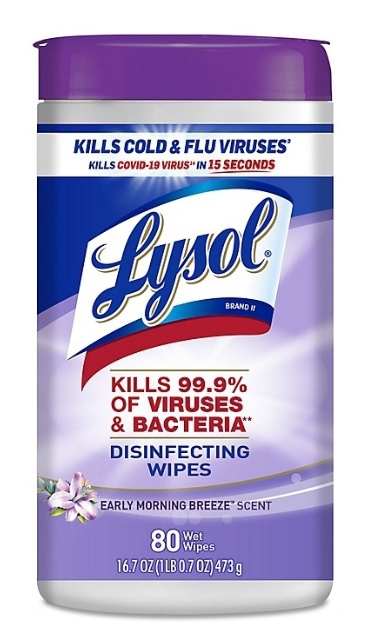 KILLS COLD & FLU VIRUSES*
KILLS COVID-19 VIRUS** IN 15 SECONDS
Lysol®
BRAND II
KILLS 99.9%
OF VIRUSES
& BACTERIA**
DISINFECTING
WIPES
EARLY MORNING BREEZE™ SCENT
80 Wet Wipes
16.7 OZ (1 LB 0.7 OZ) 473 g